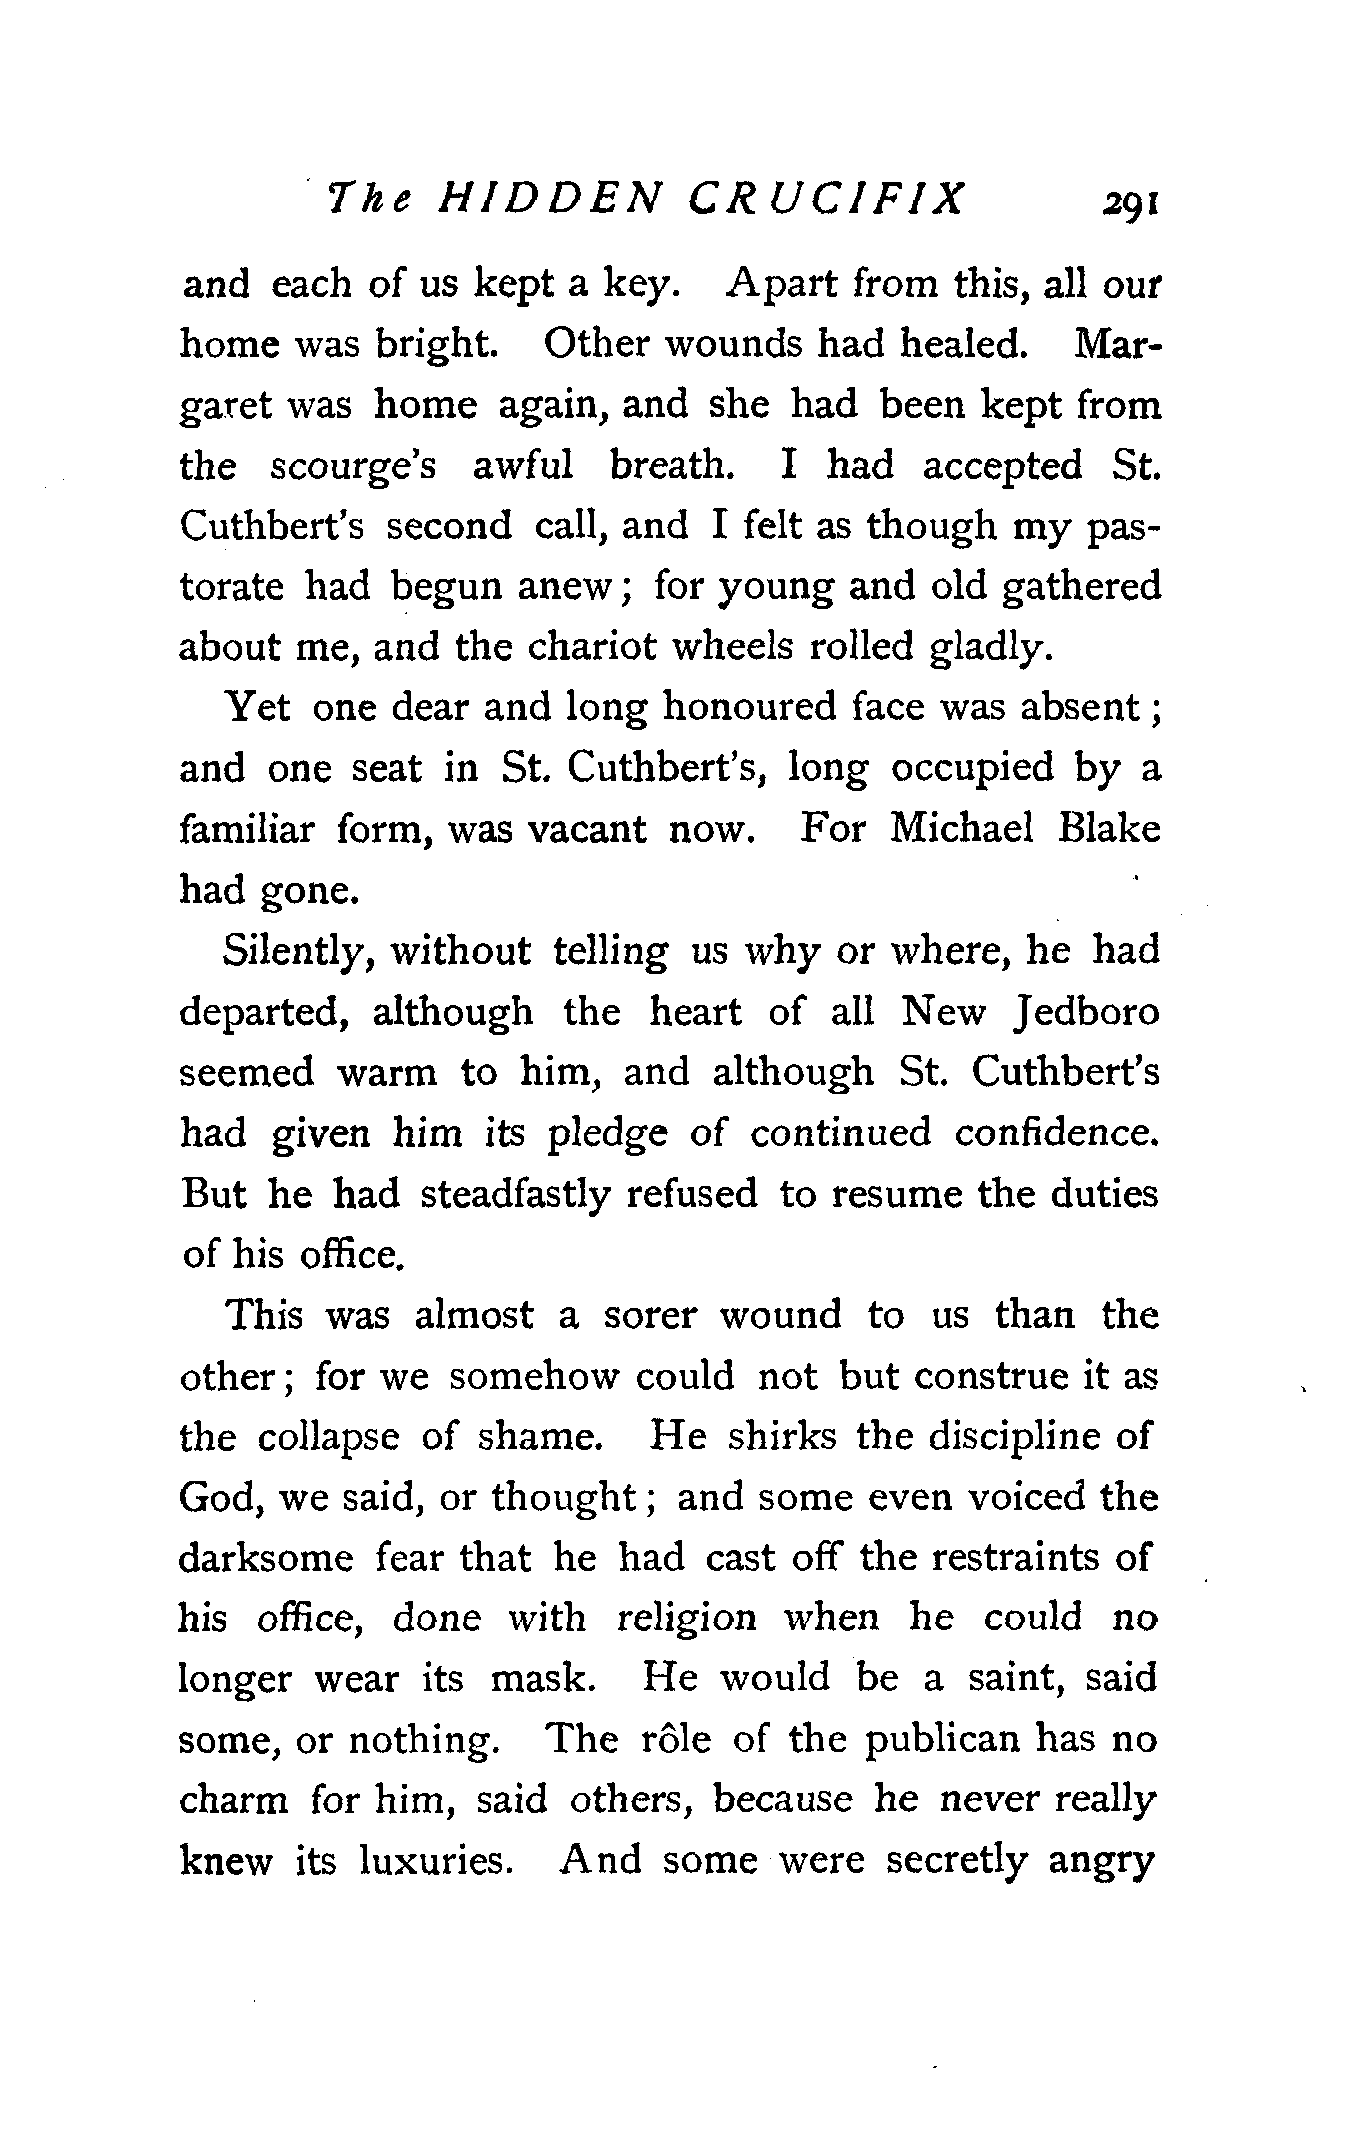 The HIDDEN CRUCIFIX 291
and each of us kept a key. Apart from this, all our
home was bright. Other wounds had healed. Mar-
garet was home again, and she had been kept from
the scourge's awful breath. I had accepted St.
Cuthbert's second call, and I felt as though my pas-
torate had begun anew; for young and old gathered
about me, and the chariot wheels rolled gladly.
Yet one dear and long honoured face was absent;
and one seat in St. Cuthbert's, long occupied by a
familiar form, was vacant now. For Michael Blake
had gone.
Silently, without telling us why or where, he had
departed, although the heart of all New Jedboro
seemed warm to him, and although St. Cuthbert's
had given him its pledge of continued confidence.
But he had steadfastly refused to resume the duties
of his office.
This was almost a sorer wound to us than the
other; for we somehow could not but construe it as
the collapse of shame. He shirks the discipline of
God, we said, or thought; and some even voiced the
darksome fear that he had cast off the restraints of
his office, done with religion when he could no
longer wear its mask. He would be a saint, said
some, or nothing. The rôle of the publican has no
charm for him, said others, because he never really
knew its luxuries. And some were secretly angry